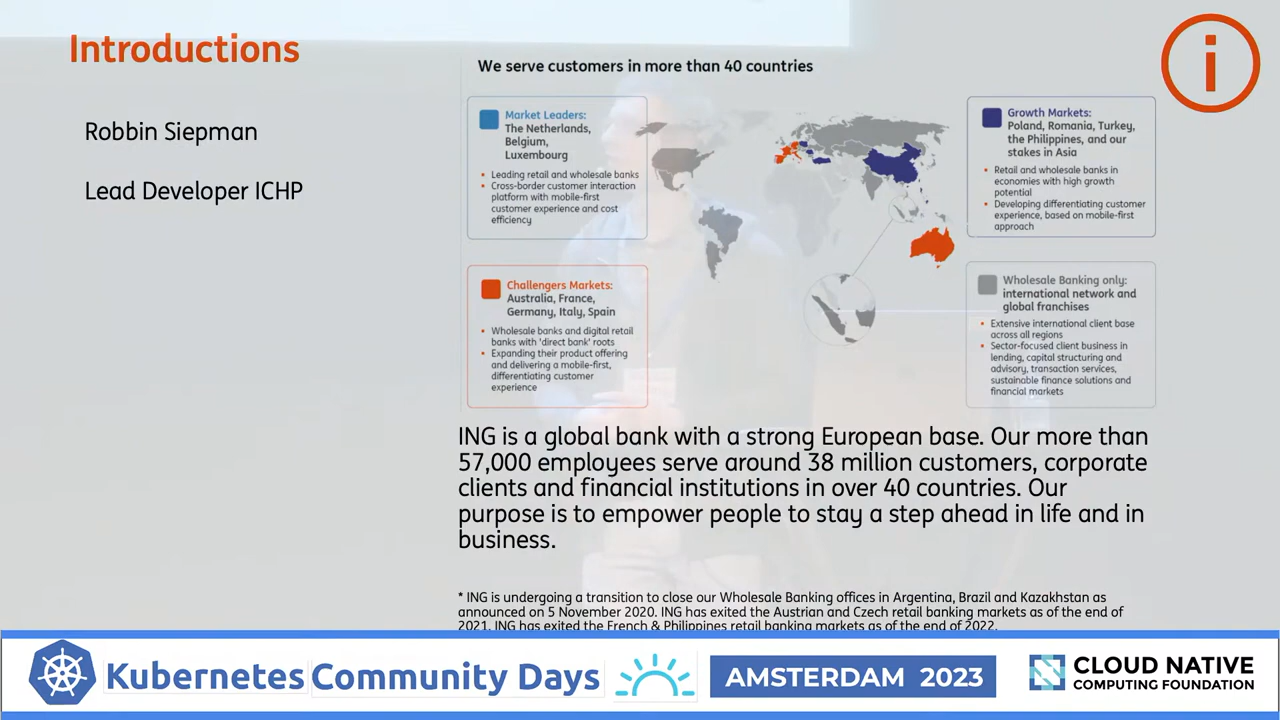 Introductions
Robbin Siepman
Lead Developer ICHP
We serve customers in more than 40 countries
Market Leaders:
The Netherlands,
Belgium,
Luxembourg
• Leading retail and wholesale banks
• Cross-border customer interaction
platform with mobile-first
customer experience and cost
efficiency
Challengers Markets:
Australia, France,
Germany, Italy, Spain
• Wholesale banks and digital retail
banks with 'direct bank' roots
• Expanding their product offering
and delivering a mobile-first,
differentiating customer
experience
Growth Markets:
Poland, Romania, Turkey,
the Philippines, and our
stakes in Asia
• Retail and wholesale banks in
economies with high growth
potential
• Developing differentiating customer
experience, based on mobile-first
approach
Wholesale Banking only:
international network and
global franchises
• Extensive international client base
across all regions
• Sector-focused client business in
lending, capital structuring and
advisory, transaction services,
sustainable finance solutions and
financial markets
ING is a global bank with a strong European base. Our more than
57,000 employees serve around 38 million customers, corporate
clients and financial institutions in over 40 countries. Our
purpose is to empower people to stay a step ahead in life and in
business.
* ING is undergoing a transition to close our Wholesale Banking offices in Argentina, Brazil and Kazakhstan as
announced on 5 November 2020. ING has exited the Austrian and Czech retail banking markets as of the end of
2021. ING has exited the French & Philippines retail banking markets as of the end of 2022.
Kubernetes Community Days
AMSTERDAM 2023
CLOUD NATIVE
COMPUTING FOUNDATION